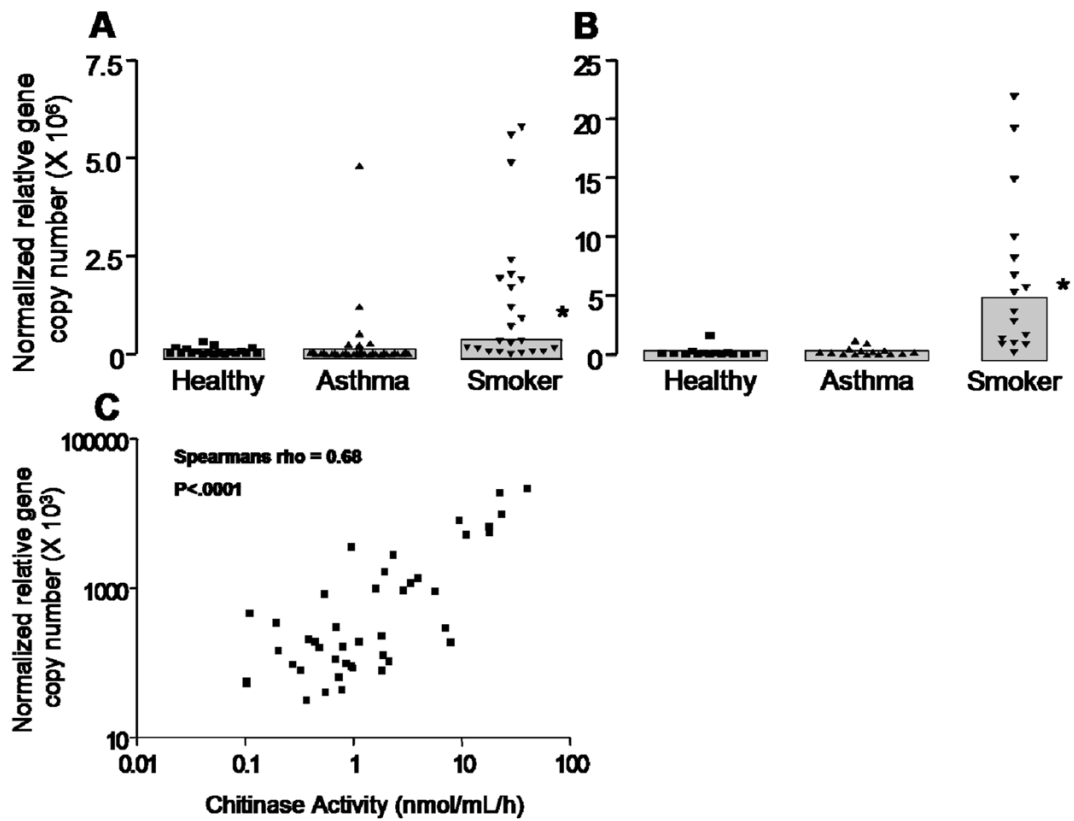 A
B
Normalized relative gene
copy number (X 10⁶)
7.5
5.0
2.5
0
Healthy
Asthma
Smoker
*
25
20
15
10
5
0
Healthy
Asthma
Smoker
*
C
Normalized relative gene
copy number (X 10³)
100000
1000
10
Spearmans rho = 0.68
P<.0001
0.01
0.1
1
10
100
Chitinase Activity (nmol/mL/h)